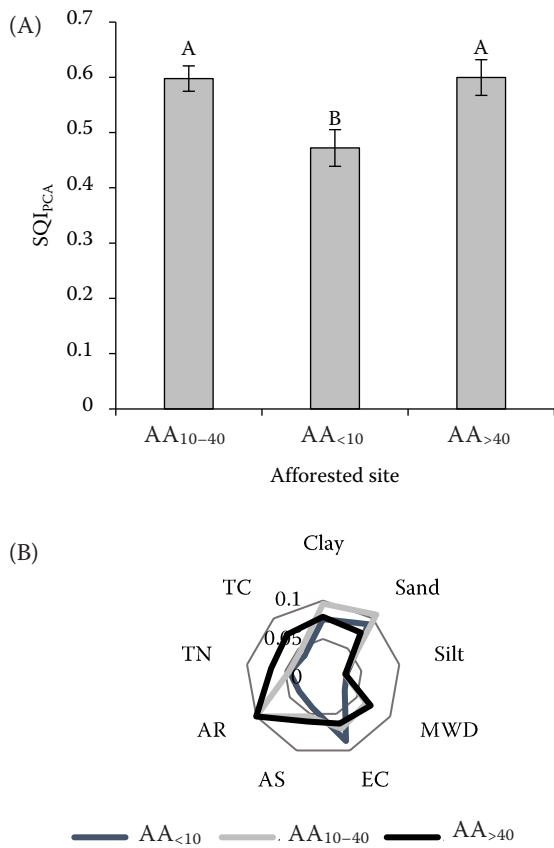 (A)
0.7
0.6
0.5
0.4
0.3
0.2
0.1
0
SQI_PCA
A
B
A
AA10–40
AA<10
AA>40
Afforested site
(B)
Clay
Sand
Silt
MWD
EC
AS
AR
TN
TC
0.1
0.05
0
AA<10
AA10–40
AA>40